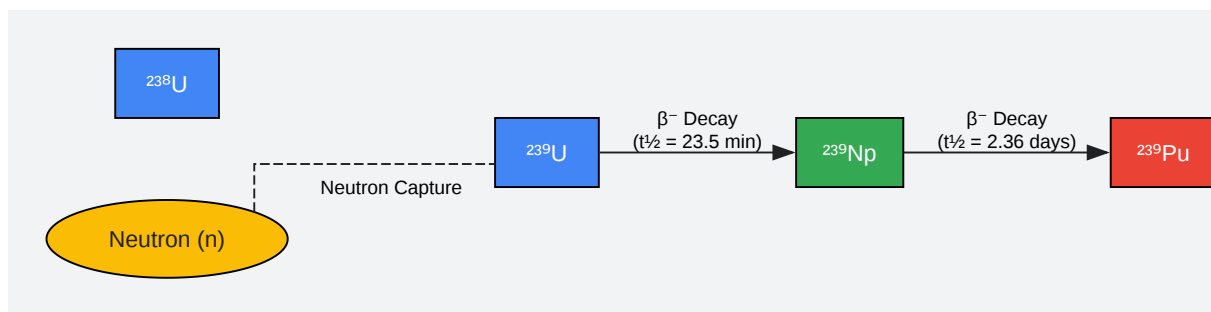 ²³⁸U
Neutron (n)
Neutron Capture
²³⁹U
β⁻ Decay
(t½ = 23.5 min)
²³⁹Np
β⁻ Decay
(t½ = 2.36 days)
²³⁹Pu